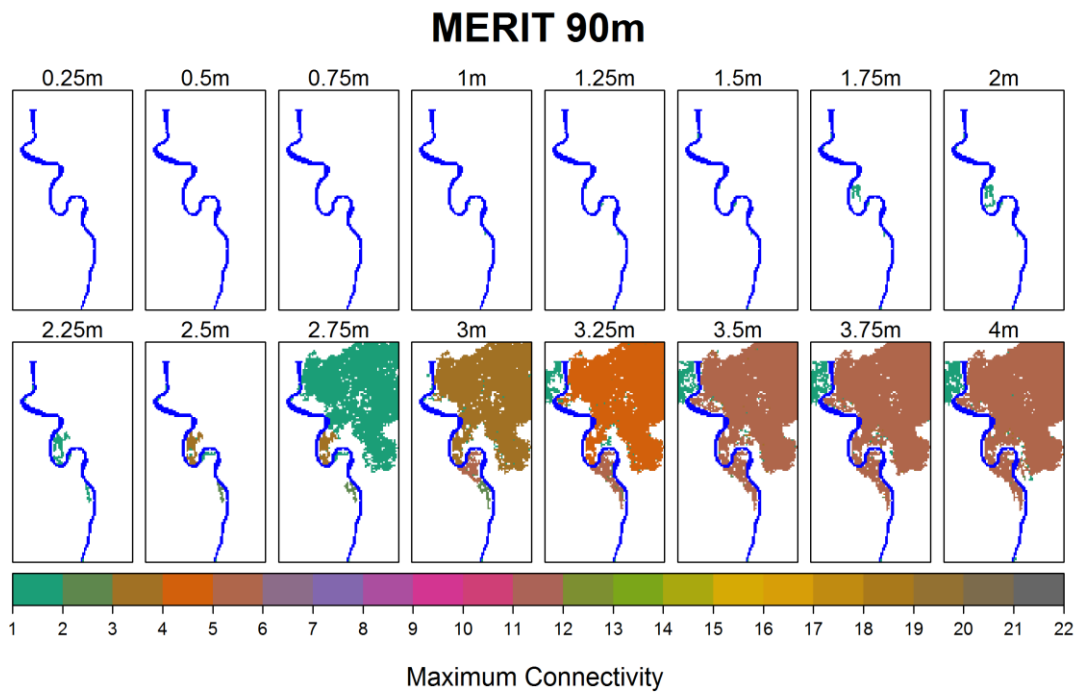 MERIT 90m
0.25m 0.5m 0.75m 1m 1.25m 1.5m 1.75m 2m
2.25m 2.5m 2.75m 3m 3.25m 3.5m 3.75m 4m
1 2 3 4 5 6 7 8 9 10 11 12 13 14 15 16 17 18 19 20 21 22
Maximum Connectivity